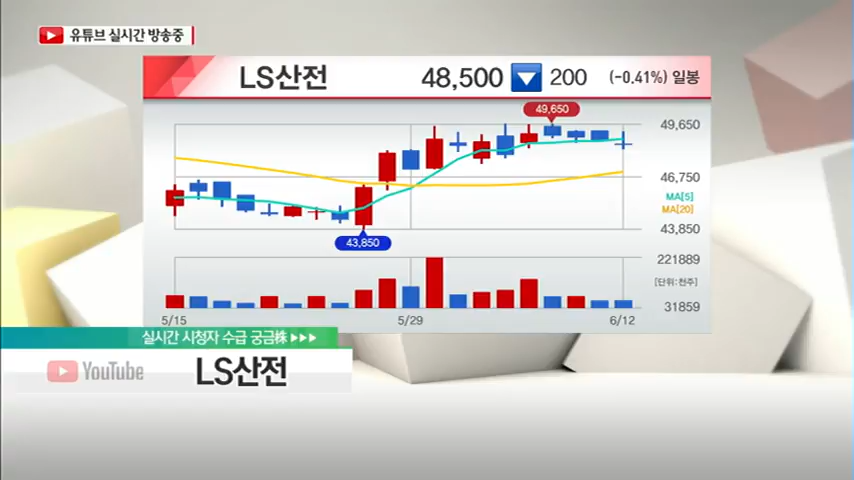 유튜브 실시간 방송중
LS산전 48,500 ▼ 200 (-0.41%) 일봉
49,650
49,650
46,750
MA[5]
MA[20]
43,850
43,850
221889
[단위:천주]
31859
5/15 5/29 6/12
실시간 시청자 수급 궁금株 ▶▶▶
YouTube LS산전